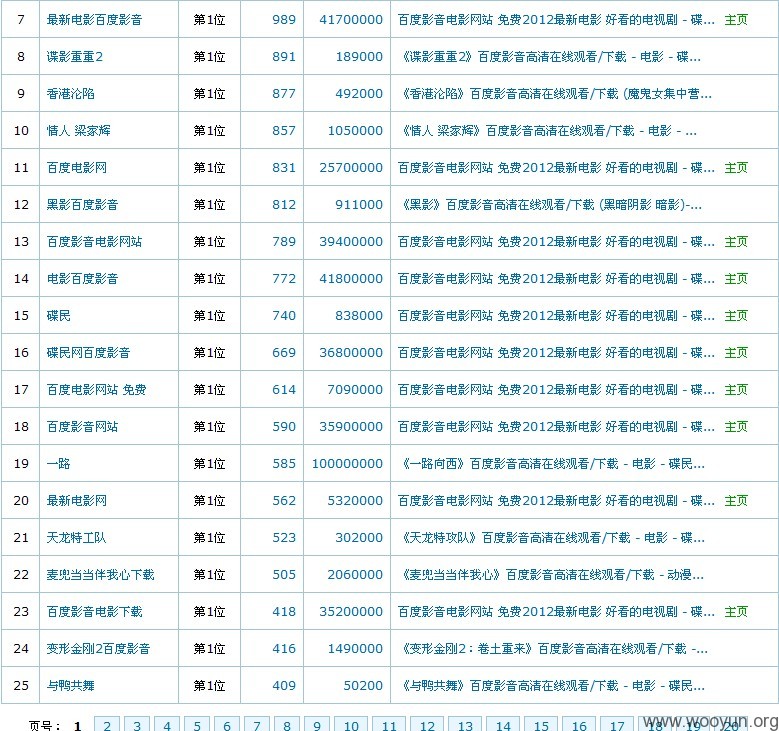 7 最新电影百度影音 第1位 989 41700000 百度影音电影网站 免费2012最新电影 好看的电视剧 - 碟... 主页
8 谍影重重2 第1位 891 189000 《谍影重重2》百度影音高清在线观看/下载 - 电影 - 碟...
9 香港沦陷 第1位 877 492000 《香港沦陷》百度影音高清在线观看/下载 (魔鬼女集中营...
10 情人 梁家辉 第1位 857 1050000 《情人 梁家辉》百度影音高清在线观看/下载 - 电影 - ...
11 百度电影网 第1位 831 25700000 百度影音电影网站 免费2012最新电影 好看的电视剧 - 碟... 主页
12 黑影百度影音 第1位 812 911000 《黑影》百度影音高清在线观看/下载 (黑暗阴影 暗影)-...
13 百度影音电影网站 第1位 789 39400000 百度影音电影网站 免费2012最新电影 好看的电视剧 - 碟... 主页
14 电影百度影音 第1位 772 41800000 百度影音电影网站 免费2012最新电影 好看的电视剧 - 碟... 主页
15 碟民 第1位 740 838000 百度影音电影网站 免费2012最新电影 好看的电视剧 - 碟... 主页
16 碟民网百度影音 第1位 669 36800000 百度影音电影网站 免费2012最新电影 好看的电视剧 - 碟... 主页
17 百度电影网站 免费 第1位 614 7090000 百度影音电影网站 免费2012最新电影 好看的电视剧 - 碟... 主页
18 百度影音网站 第1位 590 35900000 百度影音电影网站 免费2012最新电影 好看的电视剧 - 碟... 主页
19 一路 第1位 585 100000000 《一路向西》百度影音高清在线观看/下载 - 电影 - 碟民...
20 最新电影网 第1位 562 5320000 百度影音电影网站 免费2012最新电影 好看的电视剧 - 碟... 主页
21 天龙特工队 第1位 523 302000 《天龙特攻队》百度影音高清在线观看/下载 - 电影 - 碟...
22 麦兜当当伴我心下载 第1位 505 2060000 《麦兜当当伴我心》百度影音高清在线观看/下载 - 动漫...
23 百度影音电影下载 第1位 418 35200000 百度影音电影网站 免费2012最新电影 好看的电视剧 - 碟... 主页
24 变形金刚2百度影音 第1位 416 1490000 《变形金刚2：卷土重来》百度影音高清在线观看/下载 -...
25 与鸭共舞 第1位 409 50200 《与鸭共舞》百度影音高清在线观看/下载 - 电影 - 碟民...
页号： 1 2 3 4 5 6 7 8 9 10 11 12 13 14 15 16 17 18 19 20
www.wooyun.org